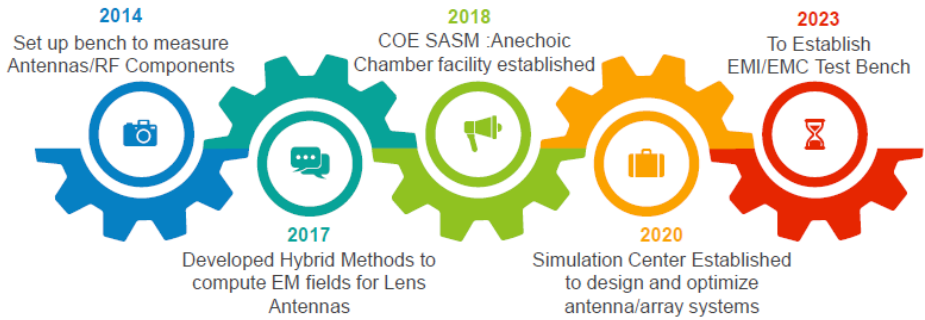 2014
Set up bench to measure
Antennas/RF Components
2017
Developed Hybrid Methods to
compute EM fields for Lens
Antennas
2018
COE SASM :Anechoic
Chamber facility established
2020
Simulation Center Established
to design and optimize
antenna/array systems
2023
To Establish
EMI/EMC Test Bench